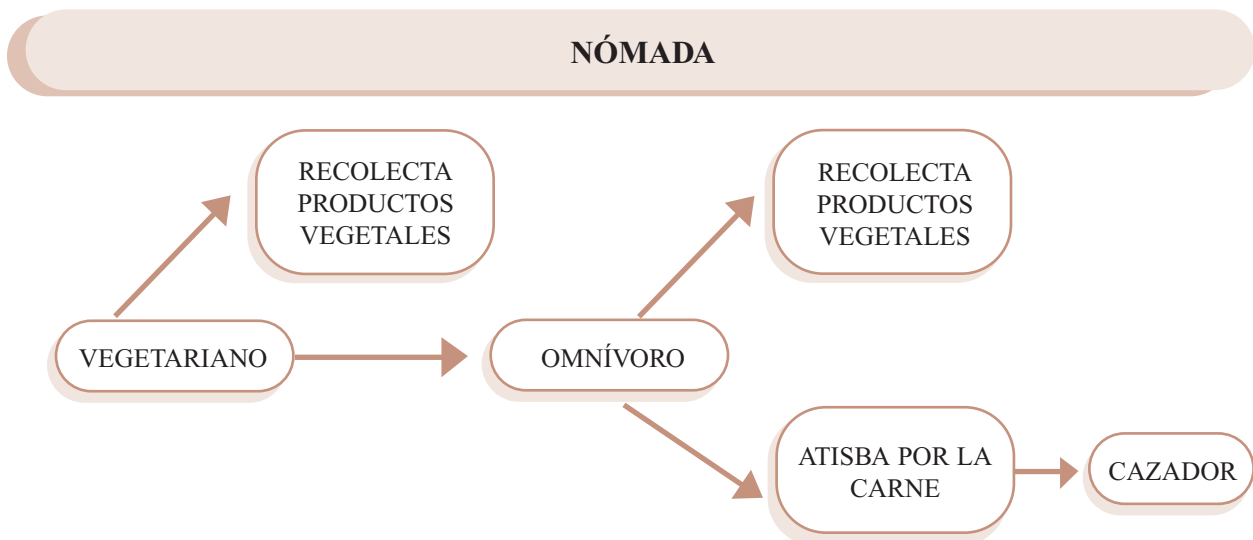 NÓMADA
RECOLECTA
PRODUCTOS
VEGETALES
RECOLECTA
PRODUCTOS
VEGETALES
VEGETARIANO
OMNÍVORO
ATISBA POR LA
CARNE
CAZADOR